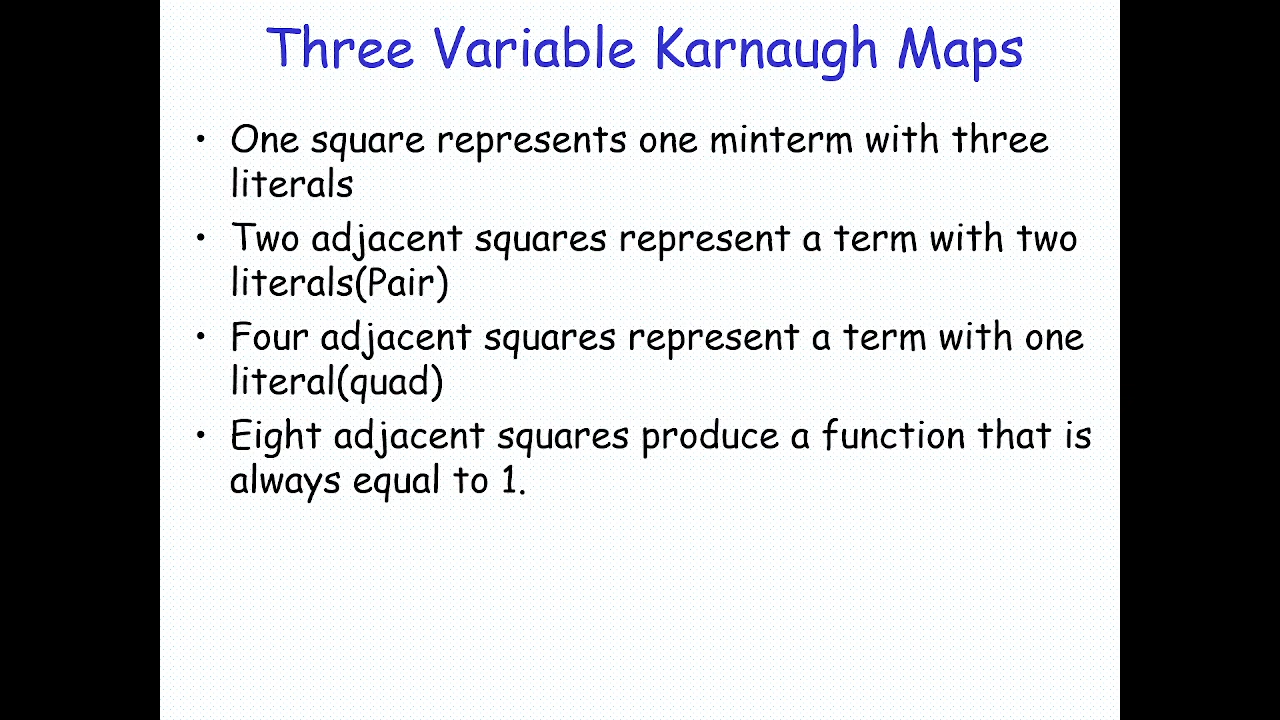 Three Variable Karnaugh Maps
• One square represents one minterm with three
literals
• Two adjacent squares represent a term with two
literals(Pair)
• Four adjacent squares represent a term with one
literal(quad)
• Eight adjacent squares produce a function that is
always equal to 1.